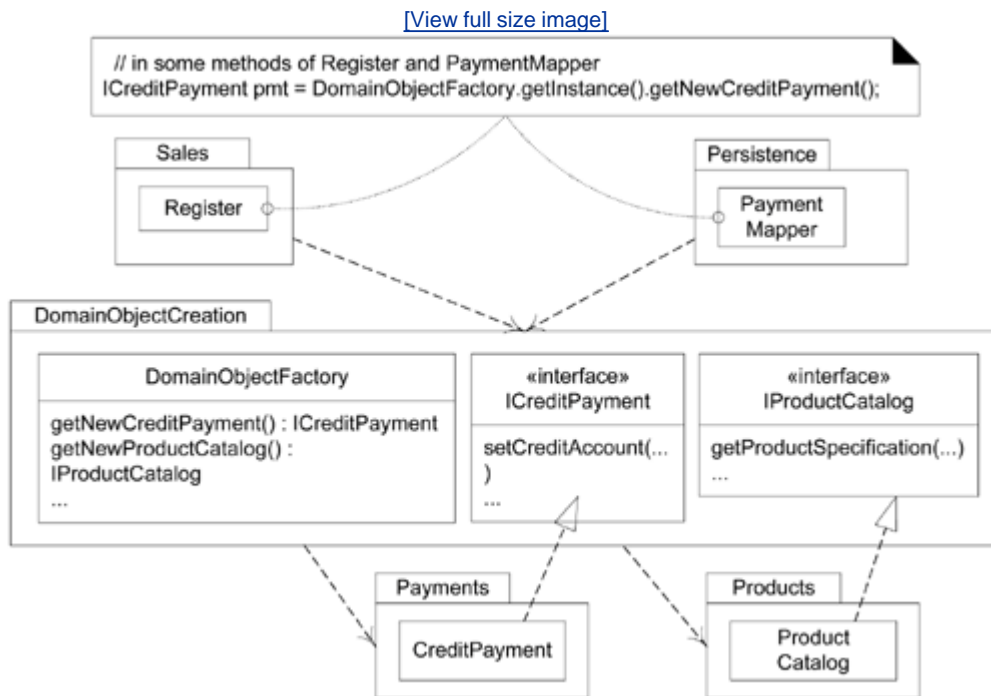 [View full size image]
// in some methods of Register and PaymentMapper
ICreditPayment pmt = DomainObjectFactory.getInstance().getNewCreditPayment();
Sales
Register
Persistence
Payment
Mapper
DomainObjectCreation
DomainObjectFactory
getNewCreditPayment() : ICreditPayment
getNewProductCatalog() :
IProductCatalog
...
«interface»
ICreditPayment
setCreditAccount(...
)
...
«interface»
IProductCatalog
getProductSpecification(...)
...
Payments
CreditPayment
Products
Product
Catalog